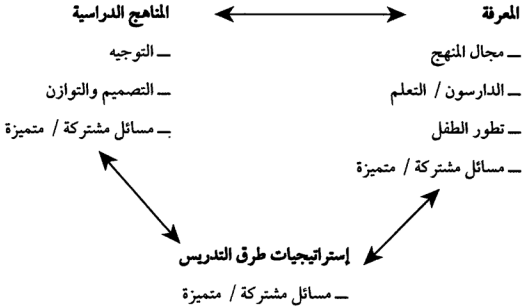 المعرفة
ـ مجال المنهج
ـ الدارسون / التعلم
ـ تطور الطفل
ـ مسائل مشتركة / متميزة
المناهج الدراسية
ـ التوجيه
ـ التصميم والتوازن
ـ مسائل مشتركة / متميزة
إستراتيجيات طرق التدريس
ـ مسائل مشتركة / متميزة